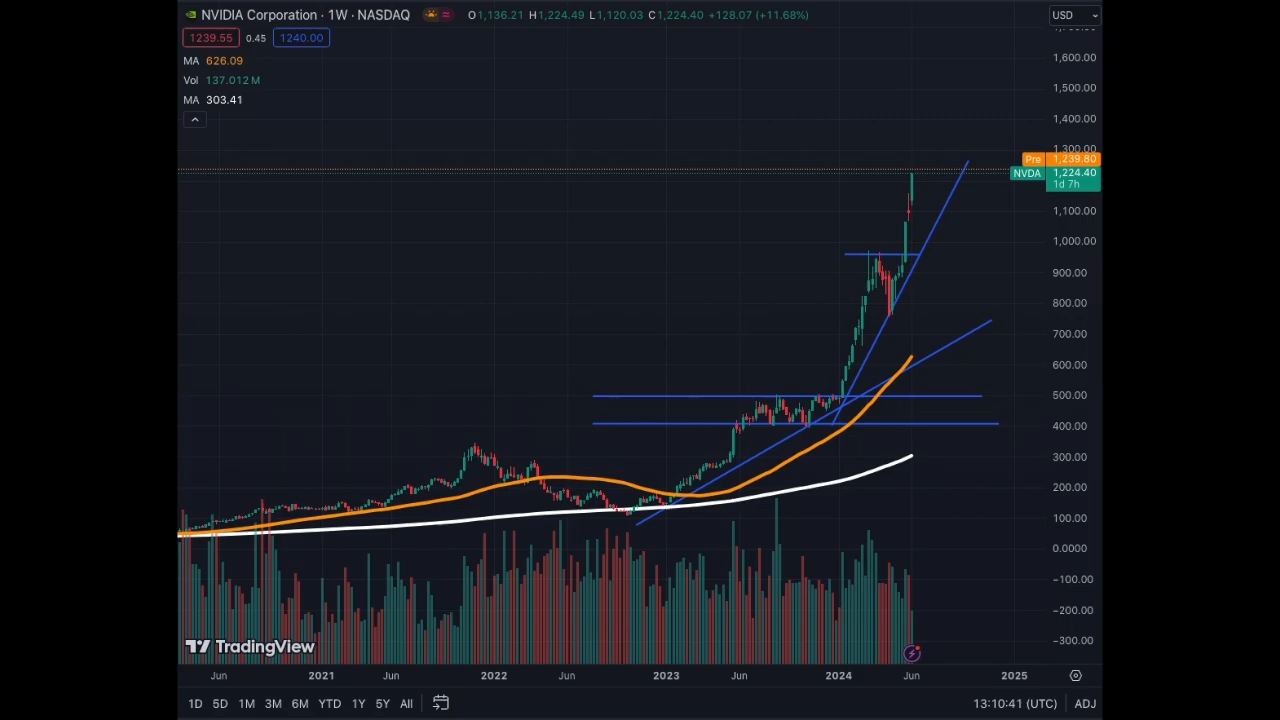 NVIDIA Corporation · 1W · NASDAQ O1,136.21 H1,224.49 L1,120.03 C1,224.40 +128.07 (+11.68%) USD
1239.55 0.45 1240.00
MA 626.09
Vol 137.012 M
MA 303.41
1,600.00
1,500.00
1,400.00
1,300.00
Pre 1,239.80
NVDA 1,224.40
1d 7h
1,100.00
1,000.00
900.00
800.00
700.00
600.00
500.00
400.00
300.00
200.00
100.00
0.0000
−100.00
−200.00
−300.00
TradingView
Jun 2021 Jun 2022 Jun 2023 Jun 2024 Jun 2025
1D 5D 1M 3M 6M YTD 1Y 5Y All 13:10:41 (UTC) ADJ